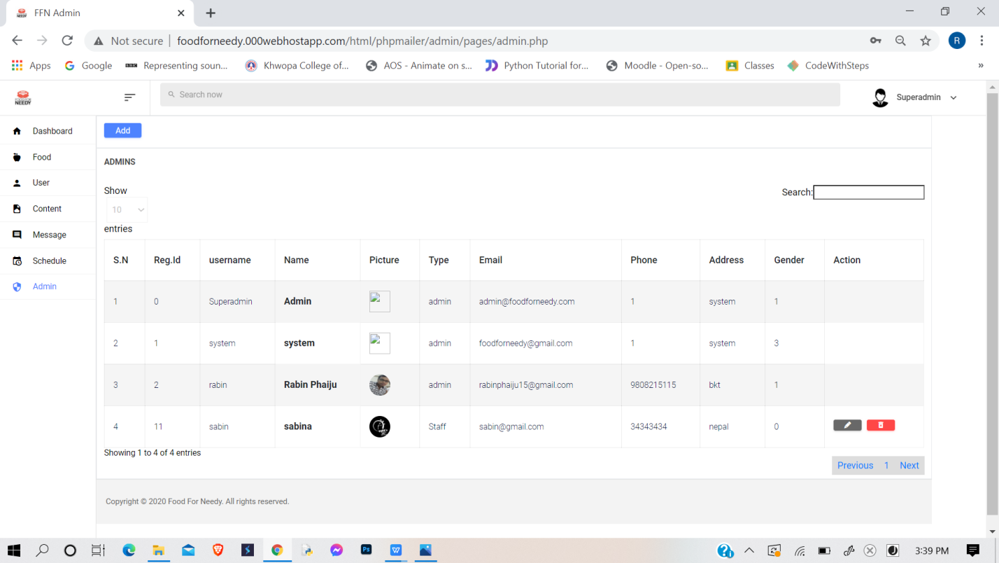 FFN Admin
Not secure | foodforneedy.000webhostapp.com/html/phpmailer/admin/pages/admin.php
R
Apps Google BBC Representing soun... Khwopa College of... AOS - Animate on s... Python Tutorial for... Moodle - Open-so... Classes CodeWithSteps »
NEEDY Search now Superadmin
Dashboard Add
Food ADMINS
User Show Search:
Content 10
Message entries
Schedule
Admin
S.N Reg.Id username Name Picture Type Email Phone Address Gender Action
1 0 Superadmin Admin admin admin@foodforneedy.com 1 system 1
2 1 system system admin foodforneedy@gmail.com 1 system 3
3 2 rabin Rabin Phaiju admin rabinphaiju15@gmail.com 9808215115 bkt 1
4 11 sabin sabina Staff sabin@gmail.com 34343434 nepal 0
Showing 1 to 4 of 4 entries
Previous 1 Next
Copyright © 2020 Food For Needy. All rights reserved.
Ps W 3:39 PM